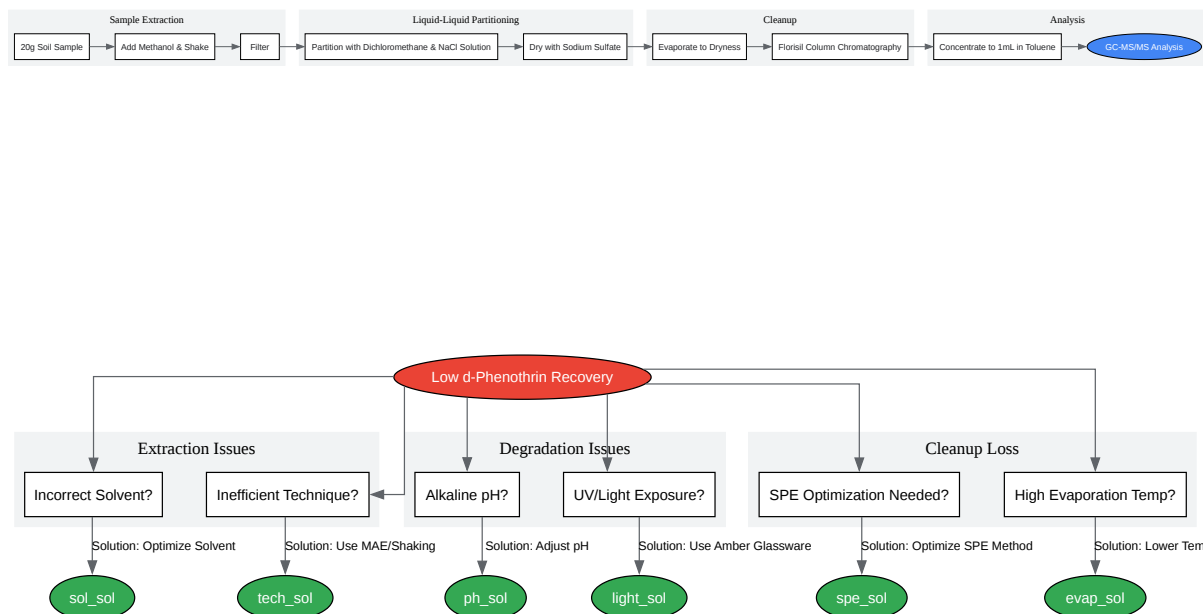 Sample Extraction
Liquid-Liquid Partitioning
Cleanup
Analysis
20g Soil Sample
Add Methanol & Shake
Filter
Partition with Dichloromethane & NaCl Solution
Dry with Sodium Sulfate
Evaporate to Dryness
Florisil Column Chromatography
Concentrate to 1mL in Toluene
GC-MS/MS Analysis
Low d-Phenothrin Recovery
Extraction Issues
Degradation Issues
Cleanup Loss
Incorrect Solvent?
Inefficient Technique?
Alkaline pH?
UV/Light Exposure?
SPE Optimization Needed?
High Evaporation Temp?
Solution: Optimize Solvent
Solution: Use MAE/Shaking
Solution: Adjust pH
Solution: Use Amber Glassware
Solution: Optimize SPE Method
Solution: Lower Tem
sol_sol
tech_sol
ph_sol
light_sol
spe_sol
evap_sol